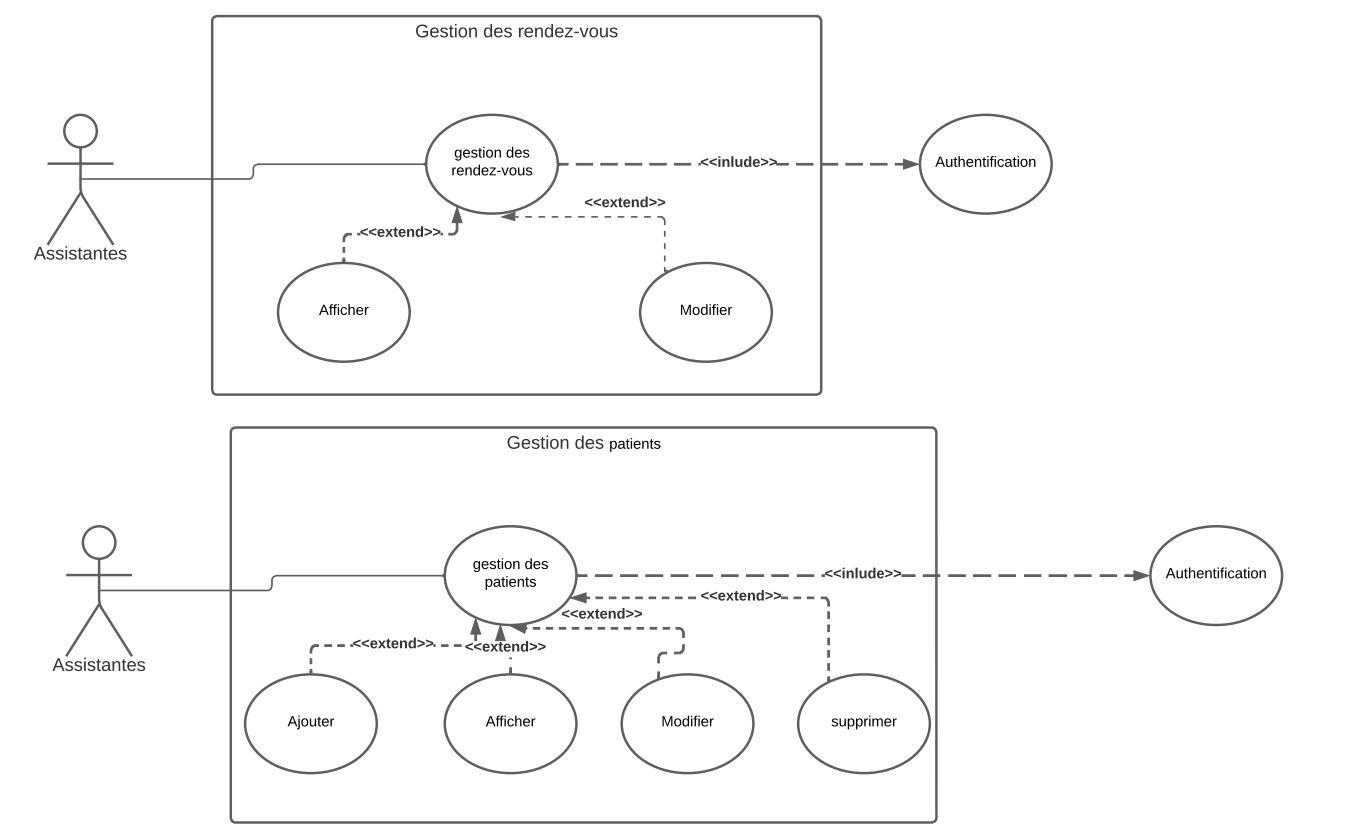 Gestion des rendez-vous
gestion des
rendez-vous
<<inlude>>
Authentification
<<extend>>
<<extend>>
Assistantes
Afficher
Modifier
Gestion des patients
gestion des
patients
<<inlude>>
Authentification
<<extend>>
<<extend>>
<<extend>>
<<extend>>
Assistantes
Ajouter
Afficher
Modifier
supprimer